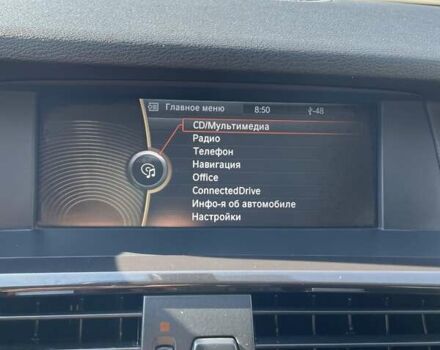 Главное меню 8:50 -48
CD/Мультимедиа
Радио
Телефон
Навигация
Office
ConnectedDrive
Инфо-я об автомобиле
Настройки